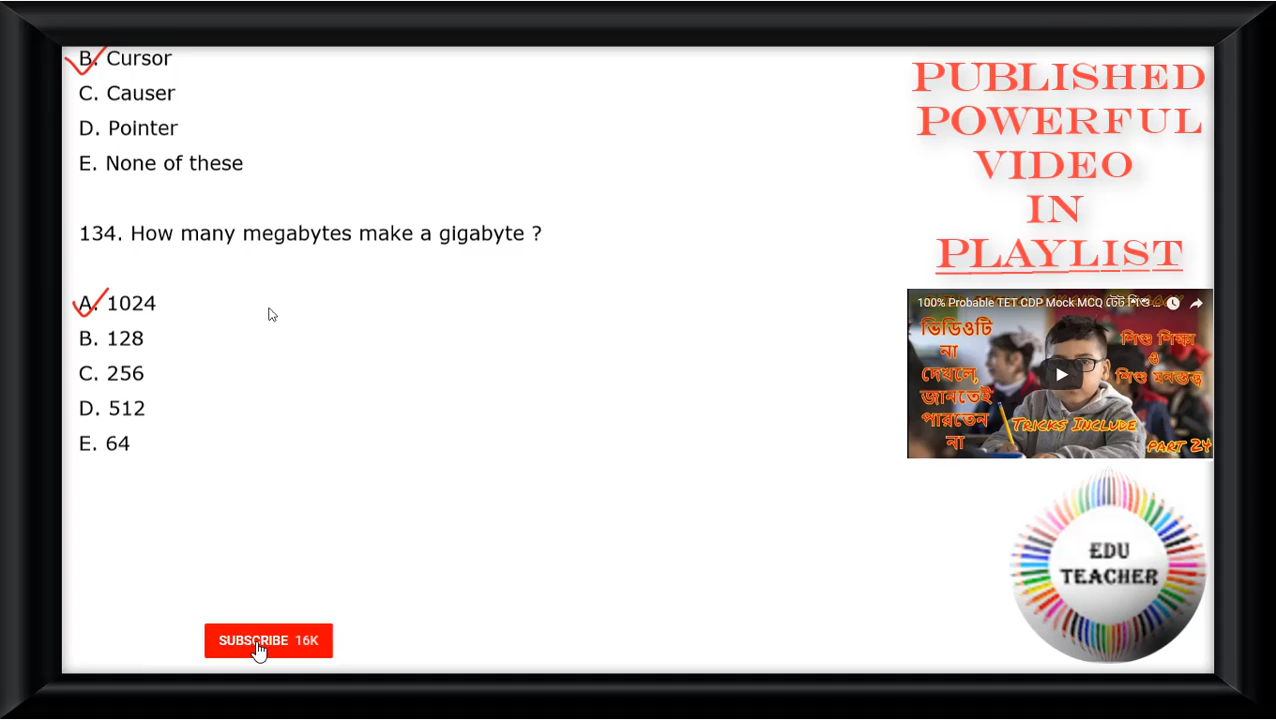 B. Cursor
C. Causer
D. Pointer
E. None of these
134. How many megabytes make a gigabyte ?
A. 1024
B. 128
C. 256
D. 512
E. 64
SUBSCRIBE 16K
PUBLISHED
POWERFUL
VIDEO
IN
PLAYLIST
100% Probable TET CDP Mock MCQ টেট শিশু ...
ভিডিওটি
না
দেখলে,
জানতেই
পারতেন
না
শিশু শিক্ষা
ও
শিশু মনস্তত্ত্ব
TRICKS INCLUDE
PART 24
EDU
TEACHER